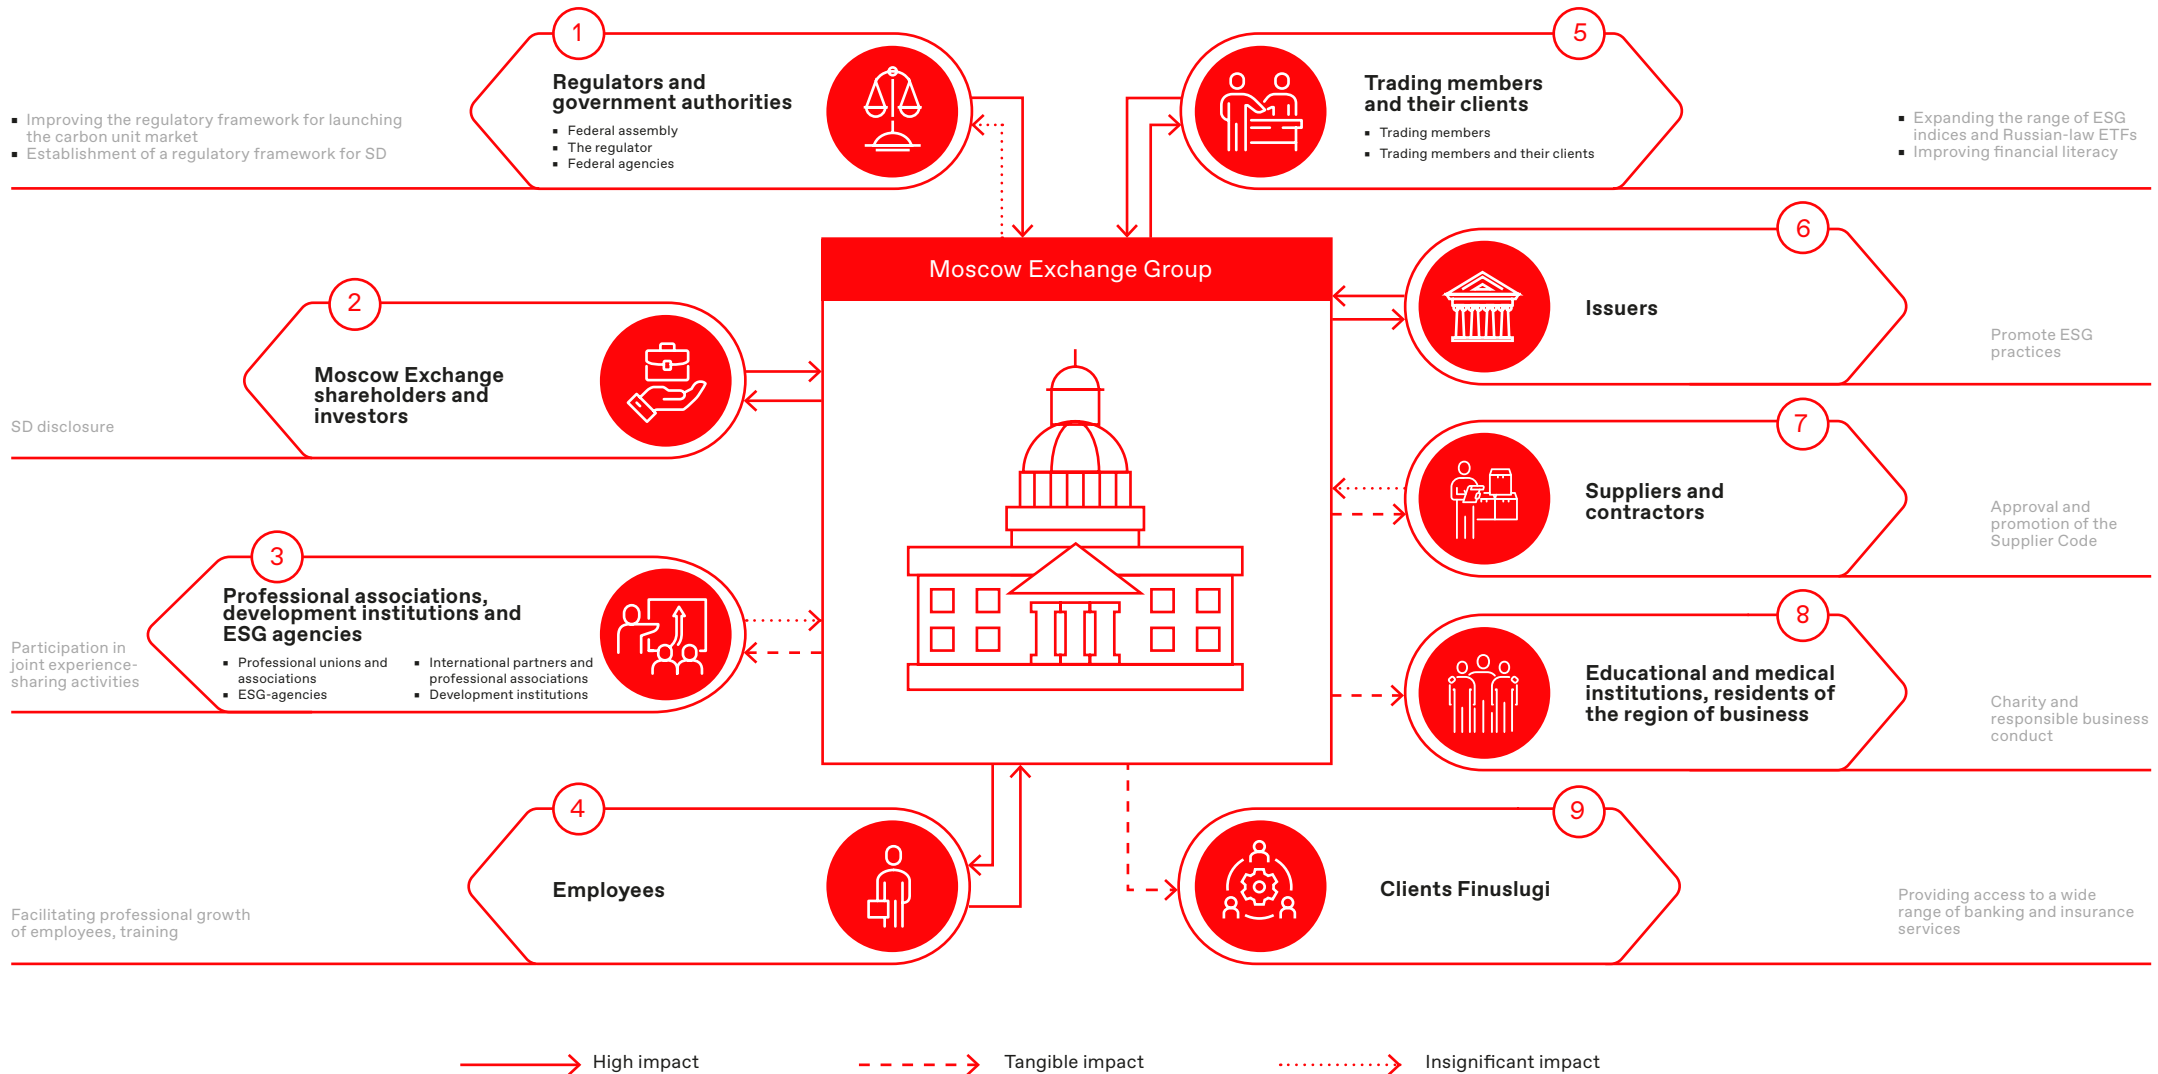 1
Regulators and
government authorities
▪ Federal assembly
▪ The regulator
▪ Federal agencies
▪ Improving the regulatory framework for launching
the carbon unit market
▪ Establishment of a regulatory framework for SD
2
Moscow Exchange
shareholders and
investors
SD disclosure
3
Professional associations,
development institutions and
ESG agencies
▪ Professional unions and
associations
▪ ESG-agencies
▪ International partners and
professional associations
▪ Development institutions
Participation in
joint experience-
sharing activities
4
Employees
Facilitating professional growth
of employees, training
Moscow Exchange Group
5
Trading members
and their clients
▪ Trading members
▪ Trading members and their clients
▪ Expanding the range of ESG
indices and Russian-law ETFs
▪ Improving financial literacy
6
Issuers
Promote ESG
practices
7
Suppliers and
contractors
Approval and
promotion of the
Supplier Code
8
Educational and medical
institutions, residents of
the region of business
Charity and
responsible business
conduct
9
Clients Finuslugi
Providing access to a wide
range of banking and insurance
services
High impact
Tangible impact
Insignificant impact